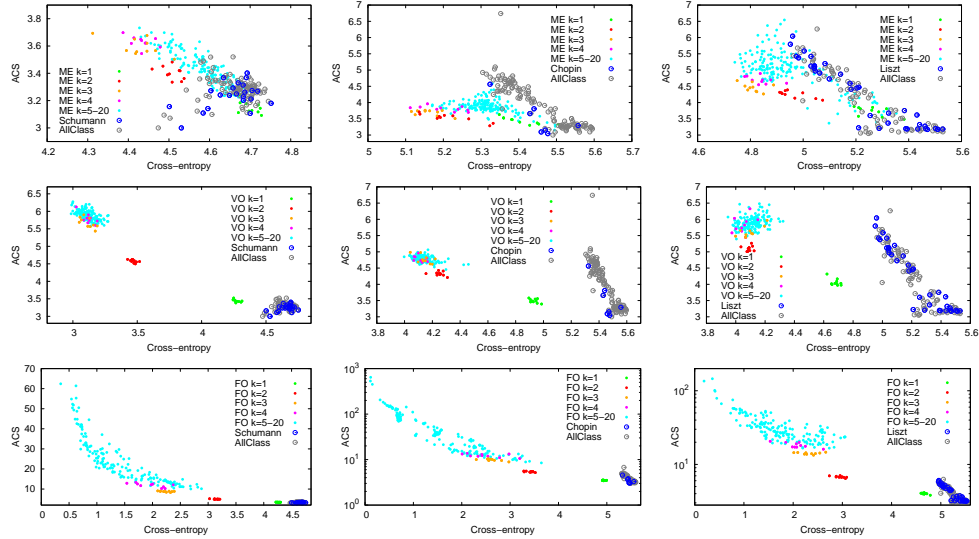 3.8
3.6
3.4
3.2
3
ACS
4.2
4.3
4.4
4.5
4.6
4.7
4.8
Cross-entropy
ME k=1
ME k=2
ME k=3
ME k=4
ME k=5-20
Schumann
AllClass
7
6.5
6
5.5
5
4.5
4
3.5
3
ACS
5
5.1
5.2
5.3
5.4
5.5
5.6
5.7
Cross-entropy
ME k=1
ME k=2
ME k=3
ME k=4
ME k=5-20
Chopin
AllClass
7
6.5
6
5.5
5
4.5
4
3.5
3
ACS
4.6
4.8
5
5.2
5.4
5.6
Cross-entropy
ME k=1
ME k=2
ME k=3
ME k=4
ME k=5-20
Liszt
AllClass
6.5
6
5.5
5
4.5
4
3.5
3
ACS
3
3.5
4
4.5
Cross-entropy
VO k=1
VO k=2
VO k=3
VO k=4
VO k=5-20
Schumann
AllClass
7
6.5
6
5.5
5
4.5
4
3.5
3
ACS
3.8
4
4.2
4.4
4.6
4.8
5
5.2
5.4
5.6
Cross-entropy
VO k=1
VO k=2
VO k=3
VO k=4
VO k=5-20
Chopin
AllClass
7
6.5
6
5.5
5
4.5
4
3.5
3
ACS
3.8
4
4.2
4.4
4.6
4.8
5
5.2
5.4
5.6
Cross-entropy
VO k=1
VO k=2
VO k=3
VO k=4
VO k=5-20
Liszt
AllClass
70
60
50
40
30
20
10
ACS
0
0.5
1
1.5
2
2.5
3
3.5
4
4.5
Cross-entropy
FO k=1
FO k=2
FO k=3
FO k=4
FO k=5-20
Schumann
AllClass
10³
10²
10¹
10⁰
ACS
0
1
2
3
4
5
Cross-entropy
FO k=1
FO k=2
FO k=3
FO k=4
FO k=5-20
Chopin
AllClass
10²
10¹
ACS
0
1
2
3
4
5
Cross-entropy
FO k=1
FO k=2
FO k=3
FO k=4
FO k=5-20
Liszt
AllClass